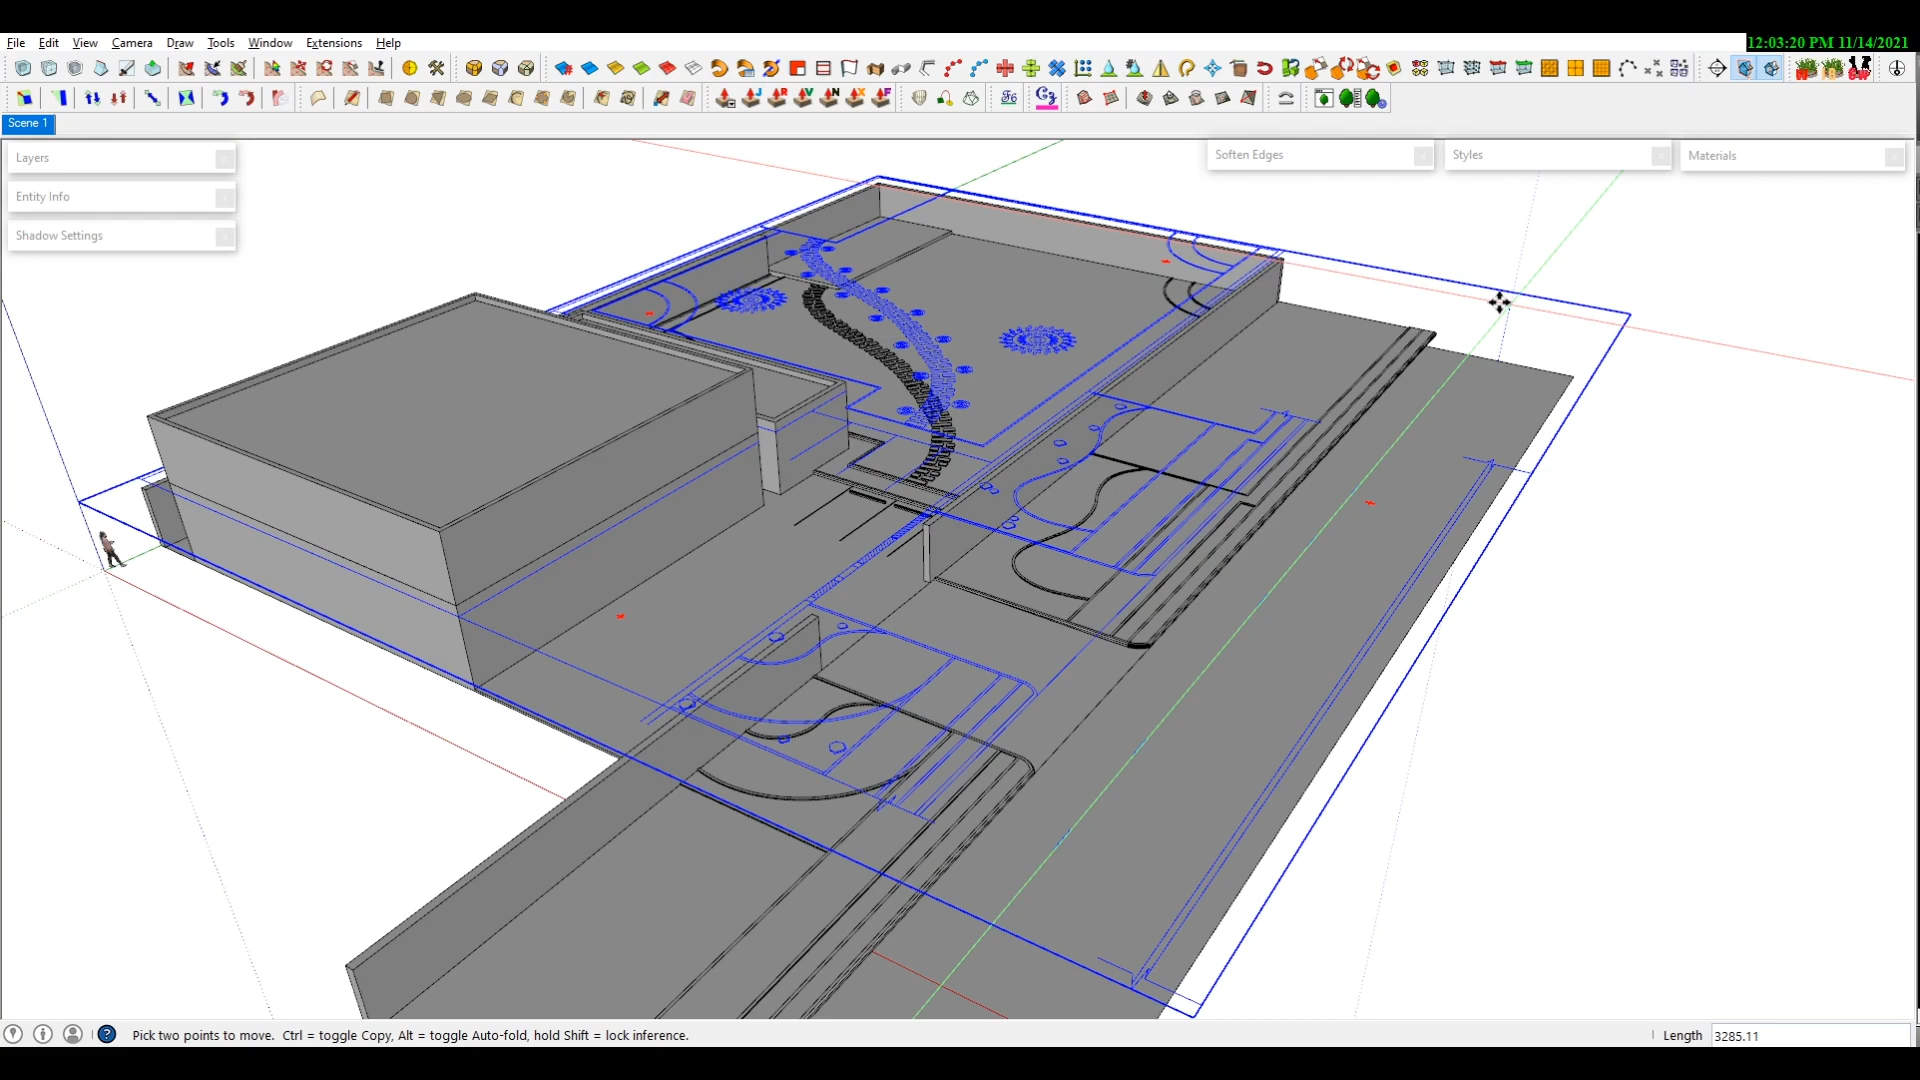 12:03:20 PM 11/14/2021
File Edit View Camera Draw Tools Window Extensions Help
J R V N X F F6 Cz
Scene 1
Layers
Entity Info
Shadow Settings
Soften Edges
Styles
Materials
Pick two points to move. Ctrl = toggle Copy, Alt = toggle Auto-fold, hold Shift = lock inference.
Length 3285.11